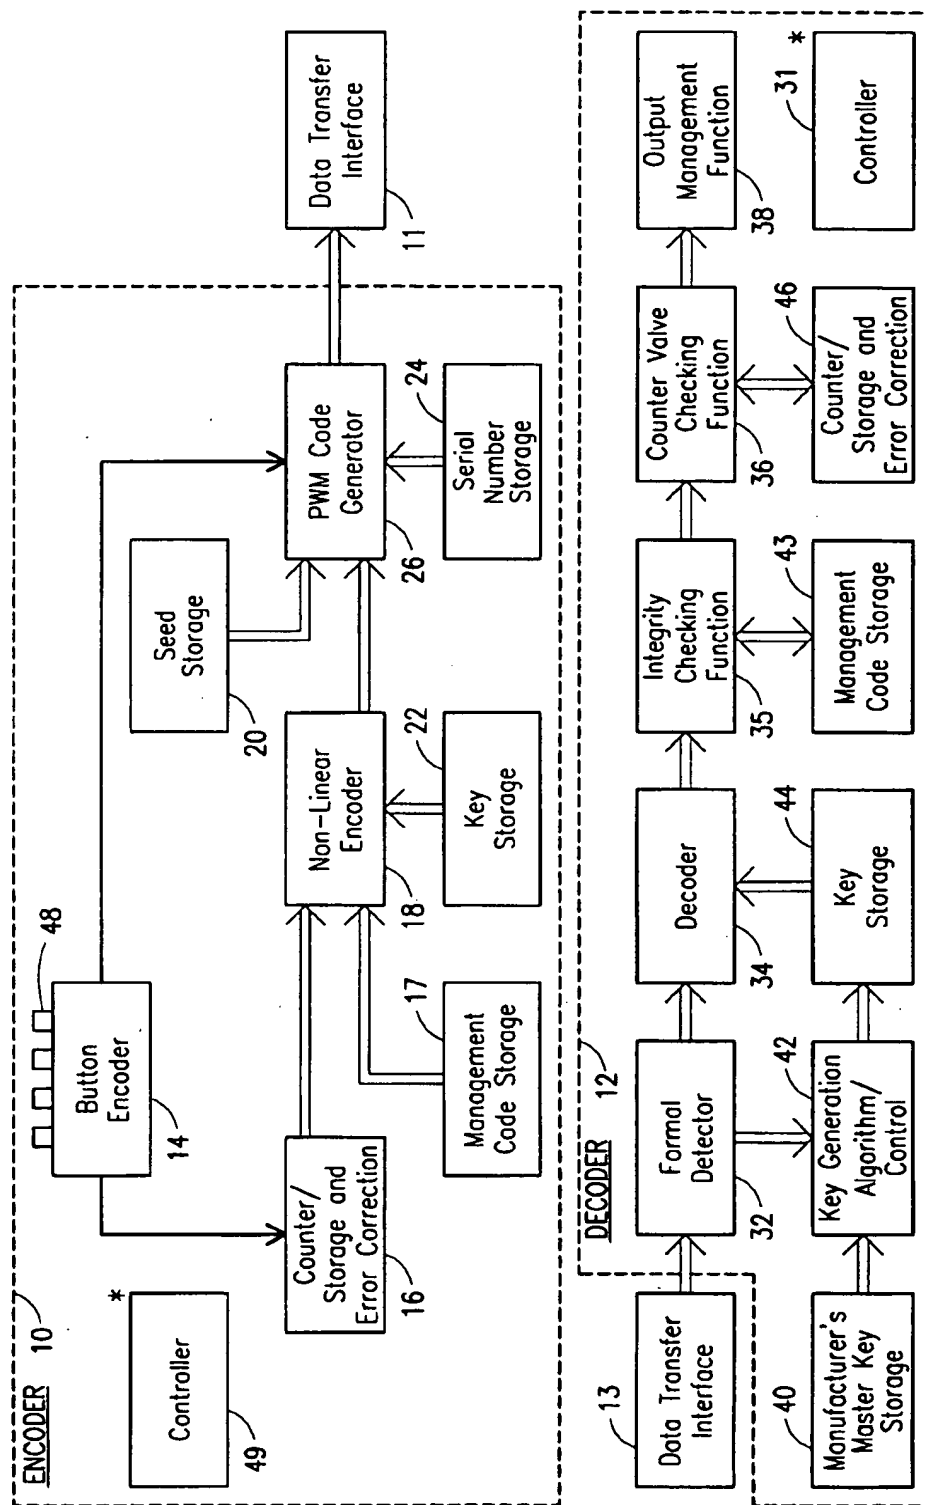 ENCODER
10
Controller
*
49
48
Button
Encoder
14
Counter/
Storage and
Error Correction
16
Management
Code Storage
17
Non-Linear
Encoder
18
Key
Storage
22
Seed
Storage
20
PWM Code
Generator
26
Serial
Number
Storage
24
Data Transfer
Interface
11
DECODER
12
Data Transfer
Interface
13
Manufacturer's
Master Key
Storage
40
Formal
Detector
32
Key Generation
Algorithm/
Control
42
Decoder
34
Key
Storage
44
Integrity
Checking
Function
35
Management
Code Storage
43
Counter Valve
Checking
Function
36
Counter/
Storage and
Error Correction
46
Output
Management
Function
38
Controller
*
31